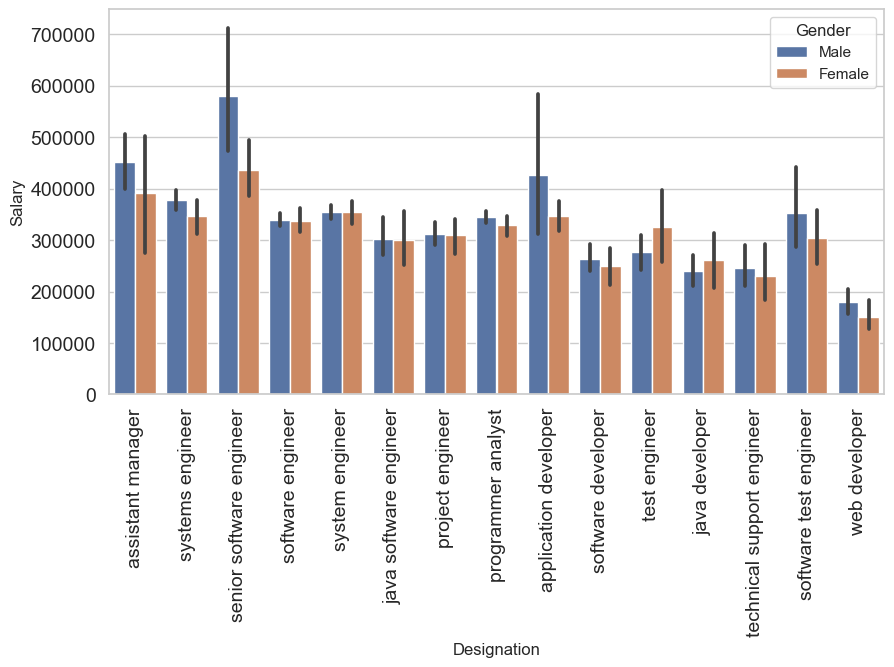 700000
600000
500000
400000
300000
200000
100000
0
Salary
Gender
Male
Female
assistant manager
systems engineer
senior software engineer
software engineer
system engineer
java software engineer
project engineer
programmer analyst
application developer
software developer
test engineer
java developer
technical support engineer
software test engineer
web developer
Designation